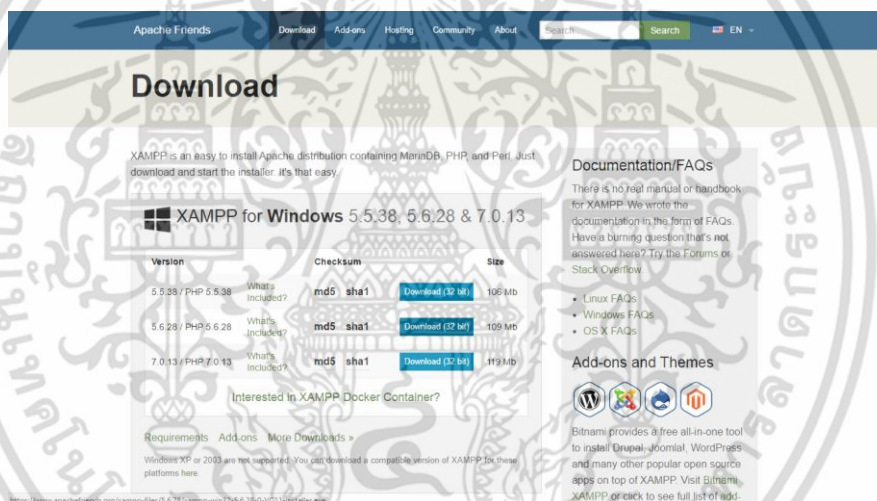 Apache Friends Download Add-ons Hosting Community About Search Search EN
Download
XAMPP is an easy to install Apache distribution containing MariaDB, PHP, and Perl. Just
download and start the installer. It's that easy.
XAMPP for Windows 5.5.38, 5.6.28 & 7.0.13
Version Checksum Size
5.5.38 / PHP 5.5.38 What's Included? md5 sha1 Download (32 bit) 106 Mb
5.6.28 / PHP 5.6.28 What's Included? md5 sha1 Download (32 bit) 109 Mb
7.0.13 / PHP 7.0.13 What's Included? md5 sha1 Download (32 bit) 119 Mb
Interested in XAMPP Docker Container?
Requirements Add-ons More Downloads »
Windows XP or 2003 are not supported. You can download a compatible version of XAMPP for these
platforms here.
Documentation/FAQs
There is no real manual or handbook
for XAMPP. We wrote the
documentation in the form of FAQs.
Have a burning question that's not
answered here? Try the Forums or
Stack Overflow.
• Linux FAQs
• Windows FAQs
• OS X FAQs
Add-ons and Themes
Bitnami provides a free all-in-one tool
to install Drupal, Joomla!, WordPress
and many other popular open source
apps on top of XAMPP. Visit Bitnami
XAMPP or click to see full list of add-